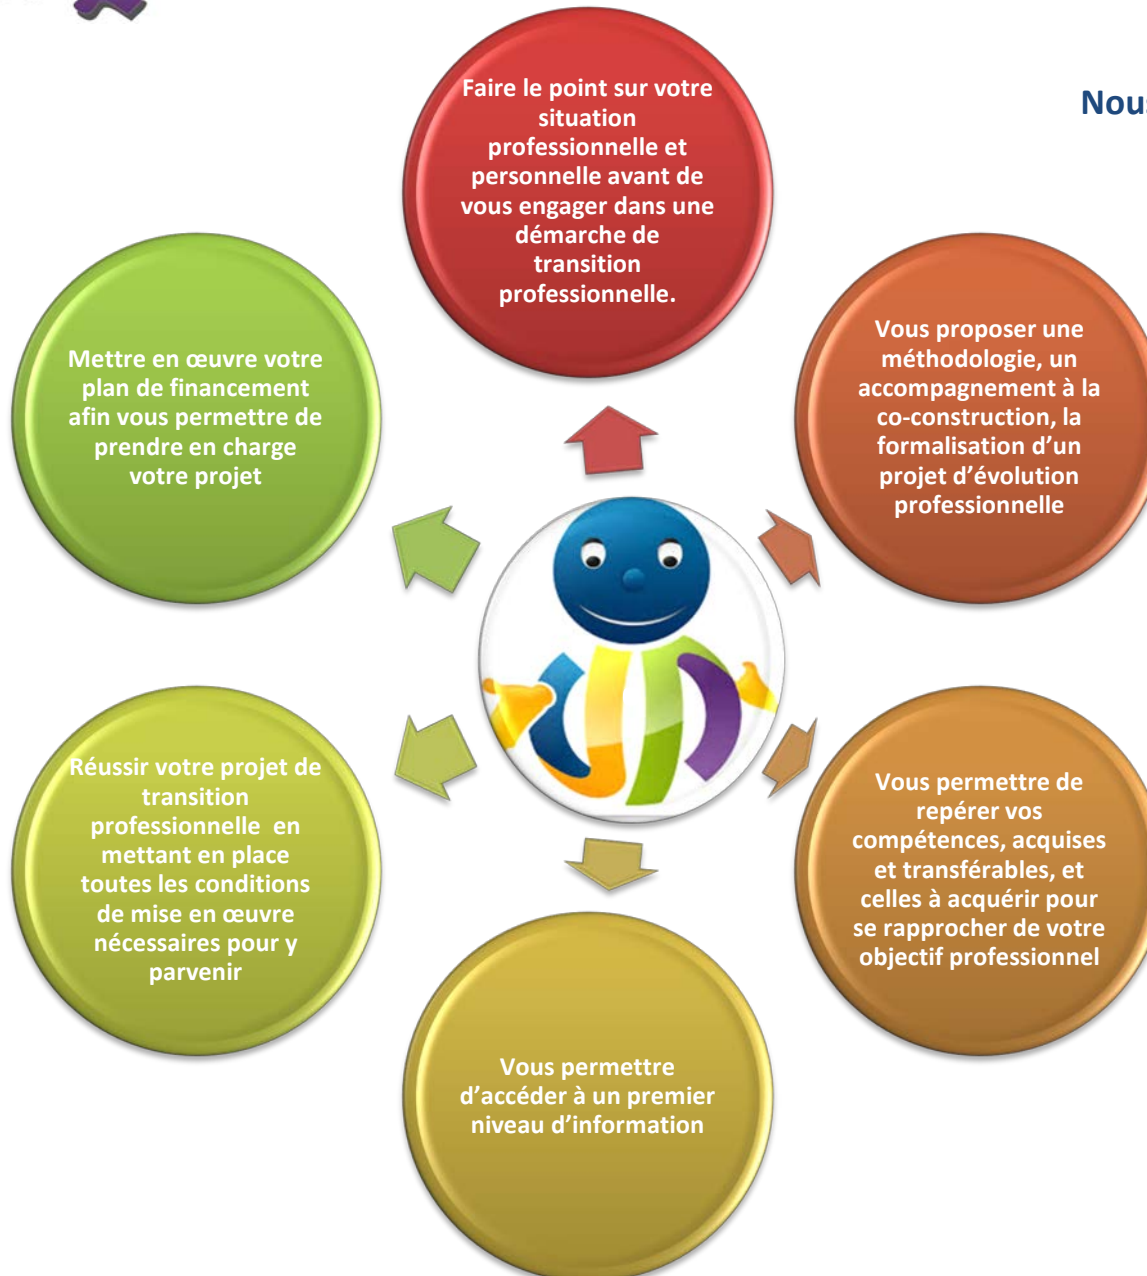 Faire le point sur votre
situation
professionnelle et
personnelle avant de
vous engager dans une
démarche de
transition
professionnelle.
Nous
Vous proposer une
méthodologie, un
accompagnement à la
co-construction, la
formalisation d’un
projet d’évolution
professionnelle
Vous permettre de
repérer vos
compétences, acquises
et transférables, et
celles à acquérir pour
se rapprocher de votre
objectif professionnel
Vous permettre
d’accéder à un premier
niveau d’information
Réussir votre projet de
transition
professionnelle en
mettant en place
toutes les conditions
de mise en œuvre
nécessaires pour y
parvenir
Mettre en œuvre votre
plan de financement
afin vous permettre de
prendre en charge
votre projet